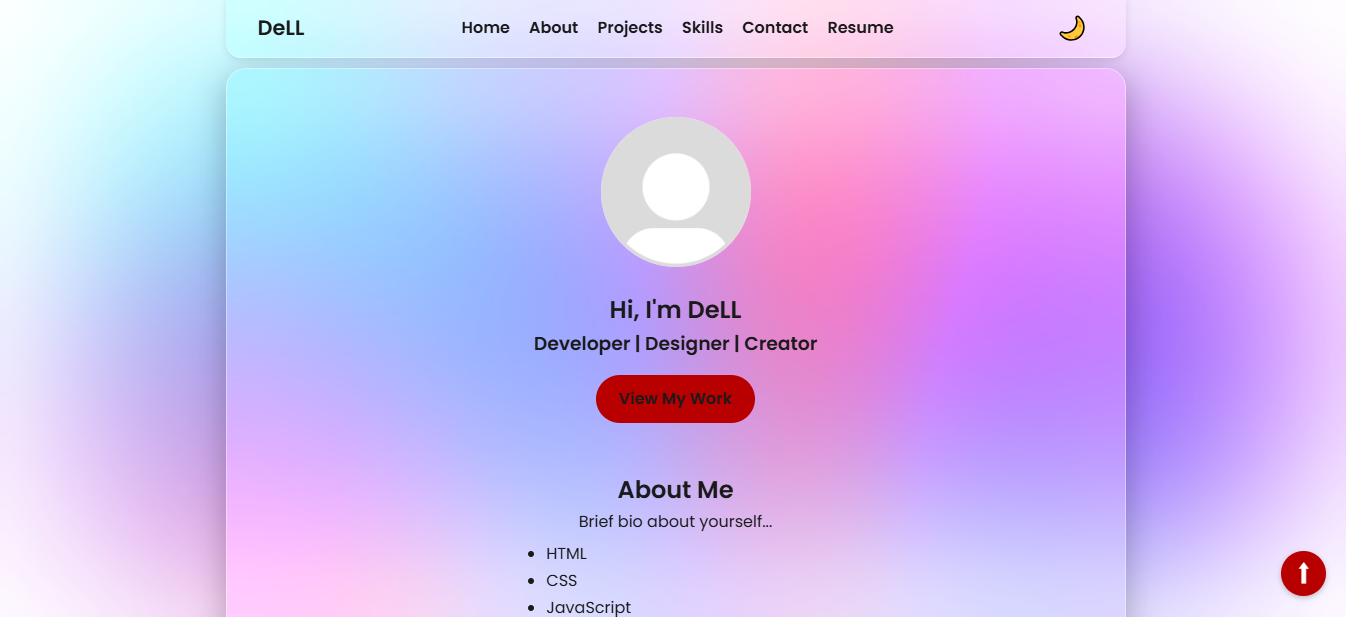 DeLL
Home About Projects Skills Contact Resume
Hi, I'm DeLL
Developer | Designer | Creator
View My Work
About Me
Brief bio about yourself...
HTML
CSS
JavaScript